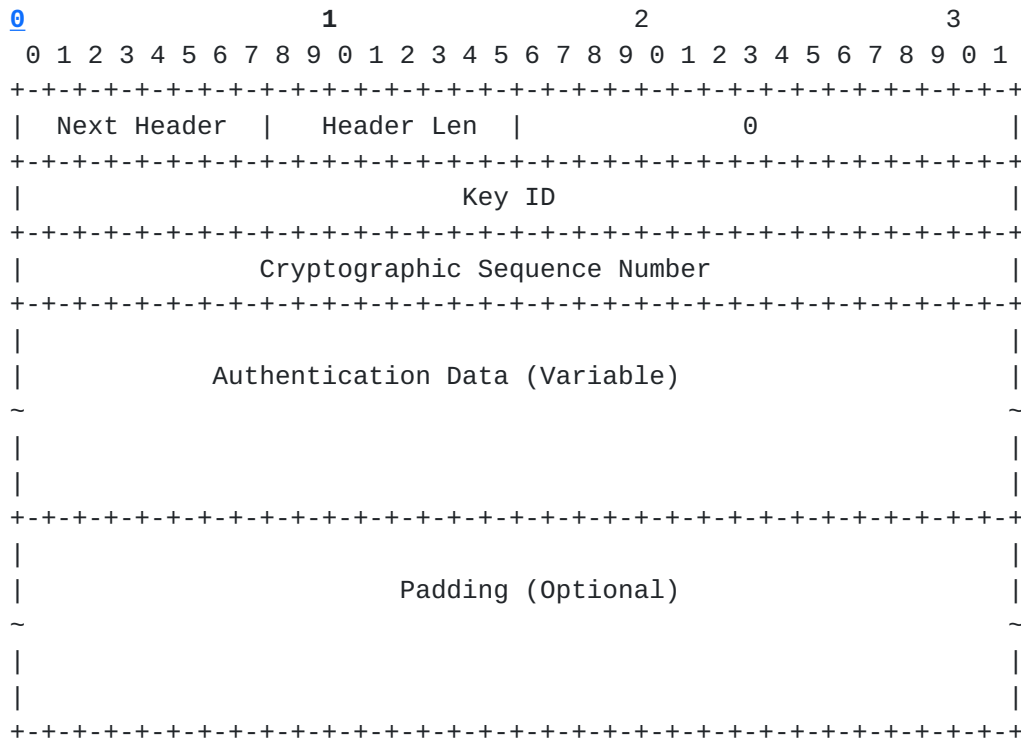 0                   1                   2                   3
 0 1 2 3 4 5 6 7 8 9 0 1 2 3 4 5 6 7 8 9 0 1 2 3 4 5 6 7 8 9 0 1
+-+-+-+-+-+-+-+-+-+-+-+-+-+-+-+-+-+-+-+-+-+-+-+-+-+-+-+-+-+-+-+-+
|  Next Header  |   Header Len  |              0                |
+-+-+-+-+-+-+-+-+-+-+-+-+-+-+-+-+-+-+-+-+-+-+-+-+-+-+-+-+-+-+-+-+
|                            Key ID                             |
+-+-+-+-+-+-+-+-+-+-+-+-+-+-+-+-+-+-+-+-+-+-+-+-+-+-+-+-+-+-+-+-+
|               Cryptographic Sequence Number                   |
+-+-+-+-+-+-+-+-+-+-+-+-+-+-+-+-+-+-+-+-+-+-+-+-+-+-+-+-+-+-+-+-+
|                                                               |
|            Authentication Data (Variable)                     |
~                                                               ~
|                                                               |
|                                                               |
+-+-+-+-+-+-+-+-+-+-+-+-+-+-+-+-+-+-+-+-+-+-+-+-+-+-+-+-+-+-+-+-+
|                                                               |
|                        Padding (Optional)                     |
~                                                               ~
|                                                               |
|                                                               |
+-+-+-+-+-+-+-+-+-+-+-+-+-+-+-+-+-+-+-+-+-+-+-+-+-+-+-+-+-+-+-+-+